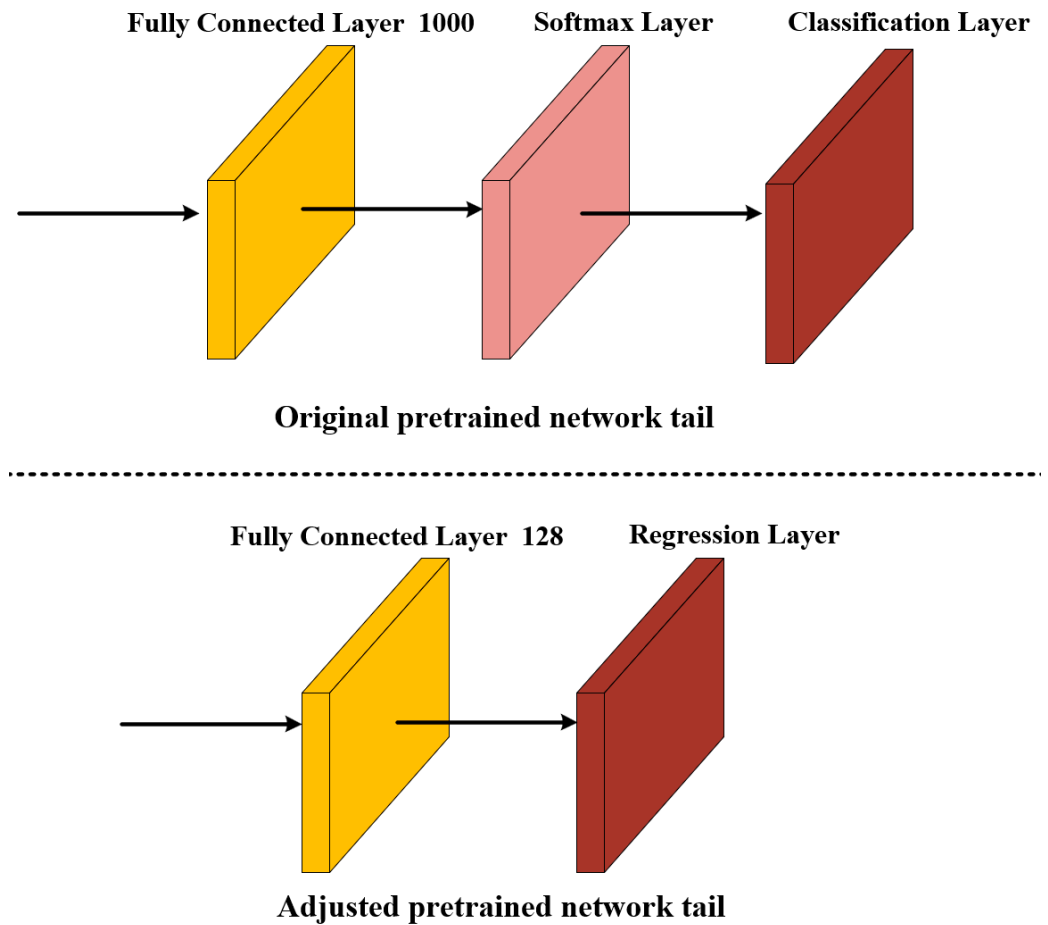 Fully Connected Layer 1000
Softmax Layer
Classification Layer
Original pretrained network tail
Fully Connected Layer 128
Regression Layer
Adjusted pretrained network tail